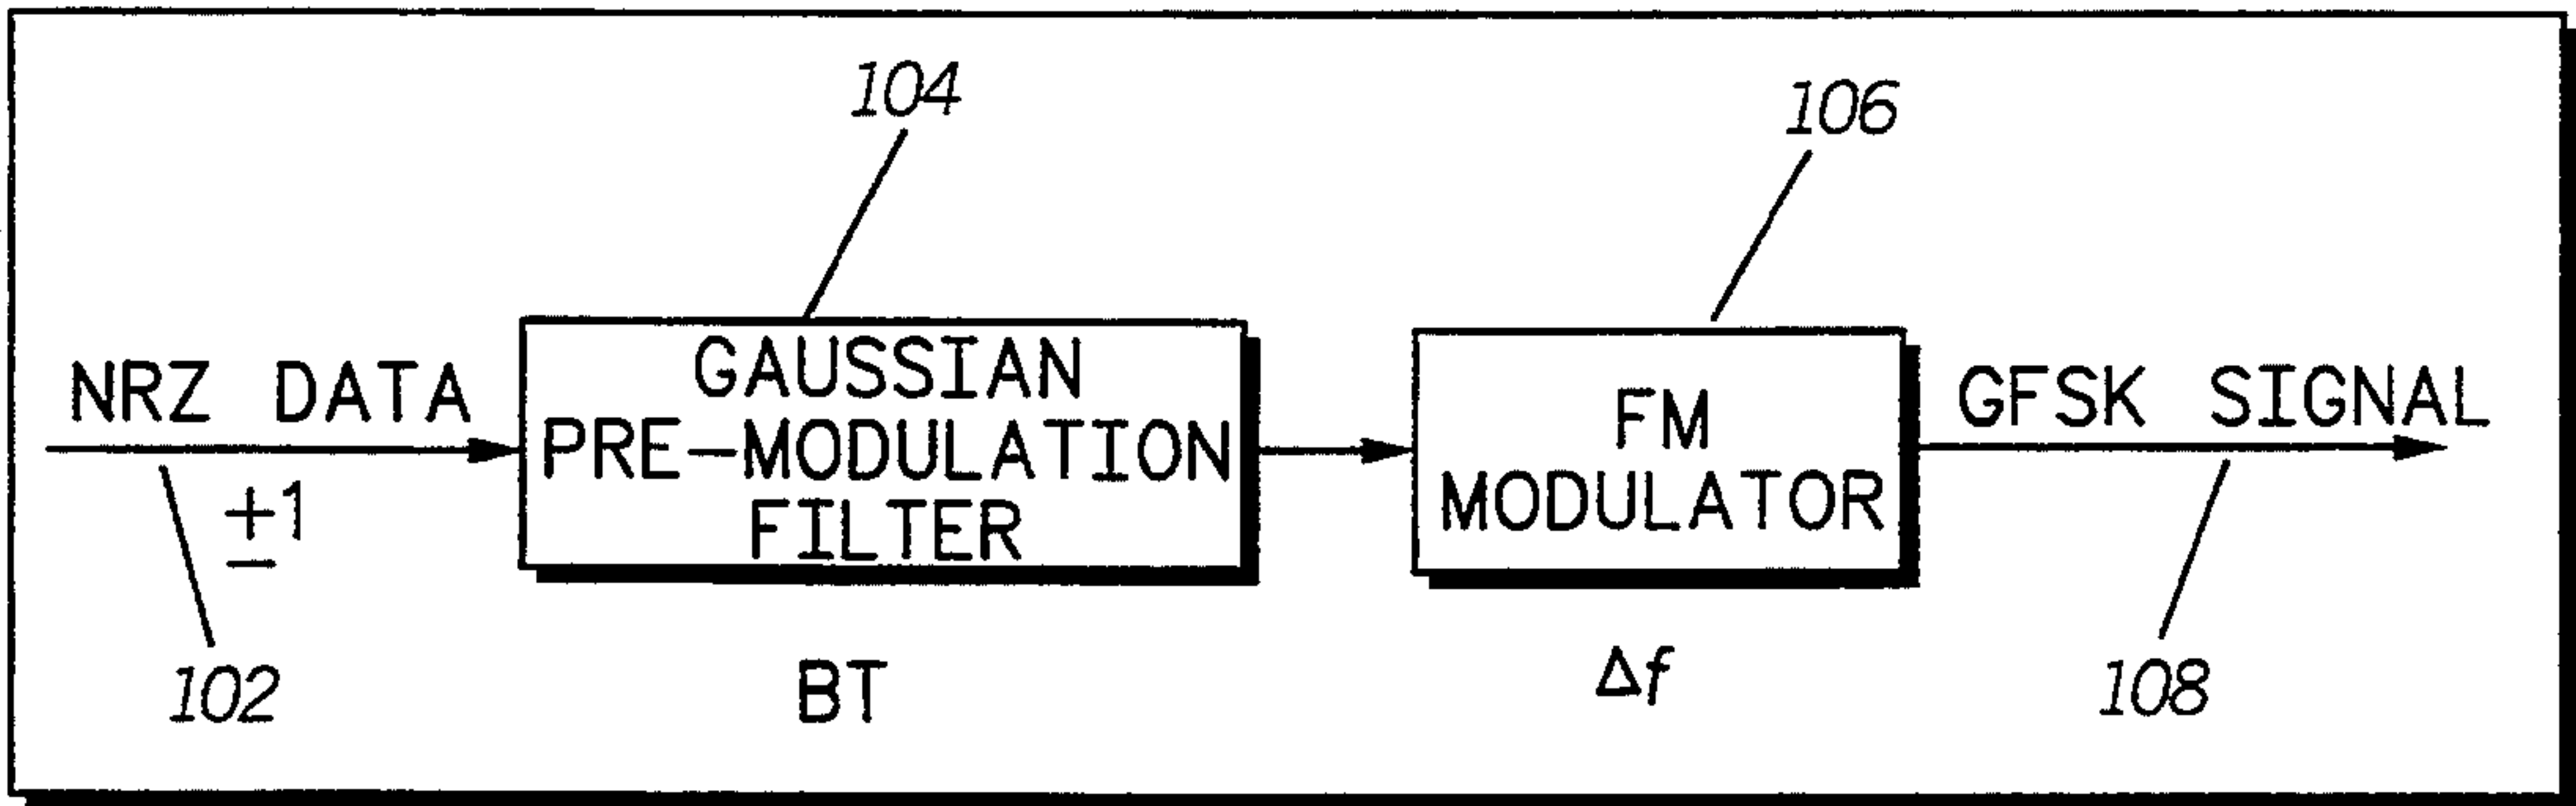 104
106
NRZ DATA
GAUSSIAN
PRE-MODULATION
FILTER
FM
MODULATOR
GFSK SIGNAL
±1
102
BT
Δf
108